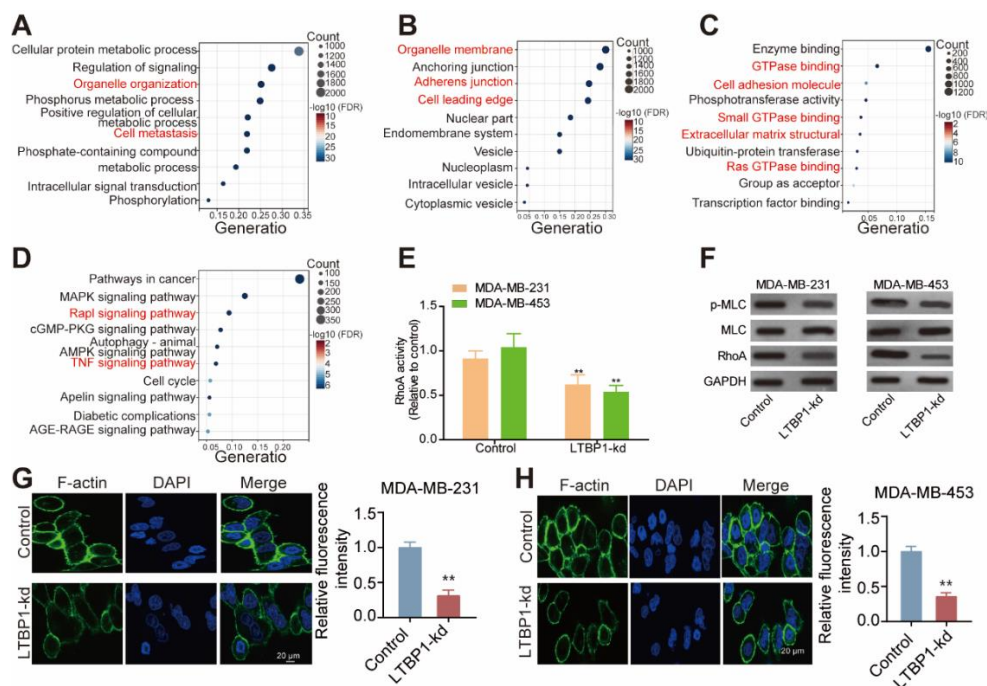 A
Cellular protein metabolic process
Regulation of signaling
Organelle organization
Phosphorus metabolic process
Positive regulation of cellular
metabolic process
Cell metastasis
Phosphate-containing compound
metabolic process
Intracellular signal transduction
Phosphorylation
0.15 0.20 0.25 0.30 0.35
Generatio
Count
1000
1200
1400
1600
1800
2000
-log10 (FDR)
10
15
20
25
30
B
Organelle membrane
Anchoring junction
Adherens junction
Cell leading edge
Nuclear part
Endomembrane system
Vesicle
Nucleoplasm
Intracellular vesicle
Cytoplasmic vesicle
0.05 0.10 0.15 0.20 0.25 0.30
Generatio
Count
1000
1200
1400
1600
1800
2000
-log10 (FDR)
10
15
20
25
30
C
Enzyme binding
GTPase binding
Cell adhesion molecule
Phosphotransferase activity
Small GTPase binding
Extracellular matrix structural
Ubiquitin-protein transferase
Ras GTPase binding
Group as acceptor
Transcription factor binding
0.05 0.10 0.15
Generatio
Count
200
400
600
800
1000
1200
-log10 (FDR)
2
4
6
8
10
D
Pathways in cancer
MAPK signaling pathway
Rapl signaling pathway
cGMP-PKG signaling pathway
Autophagy - animal
AMPK signaling pathway
TNF signaling pathway
Cell cycle
Apelin signaling pathway
Diabetic complications
AGE-RAGE signaling pathway
0.05 0.10 0.15 0.20
Generatio
Count
100
150
200
250
300
350
-log10 (FDR)
2
3
4
5
6
E
MDA-MB-231
MDA-MB-453
RhoA activity
(Relative to control)
1.5
1.0
0.5
0.0
**
**
Control
LTBP1-kd
F
MDA-MB-231
MDA-MB-453
p-MLC
MLC
RhoA
GAPDH
Control
LTBP1-kd
Control
LTBP1-kd
G
F-actin
DAPI
Merge
Control
LTBP1-kd
20 μm
MDA-MB-231
Relative fluorescence
intensity
1.5
1.0
0.5
0.0
**
Control
LTBP1-kd
H
F-actin
DAPI
Merge
Control
LTBP1-kd
20 μm
MDA-MB-453
Relative fluorescence
intensity
1.5
1.0
0.5
0.0
**
Control
LTBP1-kd